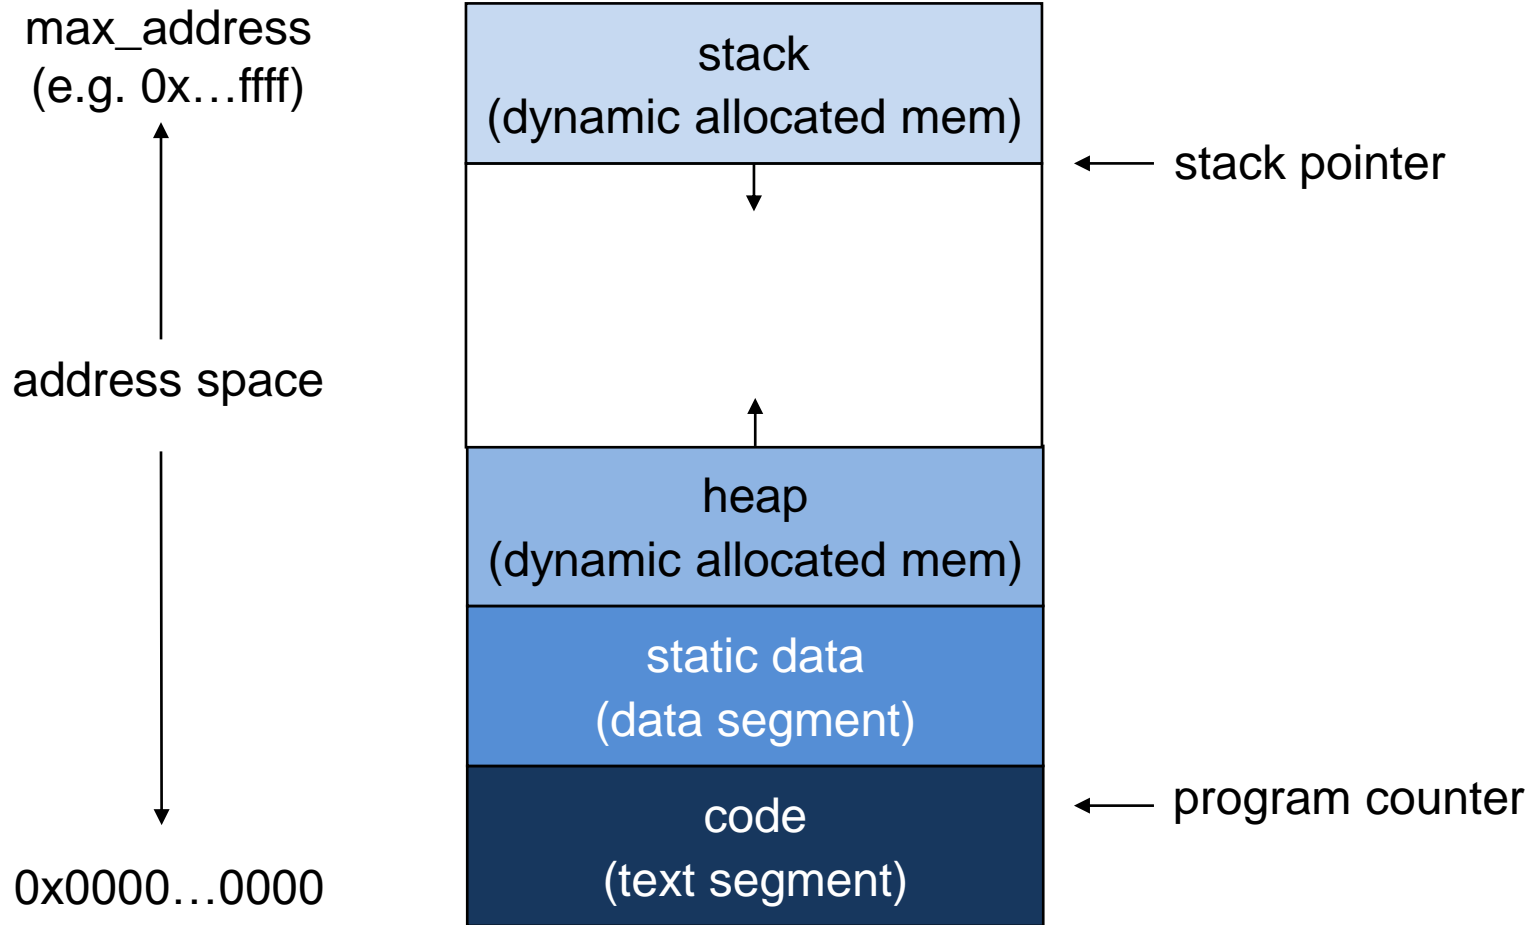 max_address
(e.g. 0x…ffff)
stack
(dynamic allocated mem)
stack pointer
address space
heap
(dynamic allocated mem)
static data
(data segment)
code
(text segment)
program counter
0x0000…0000